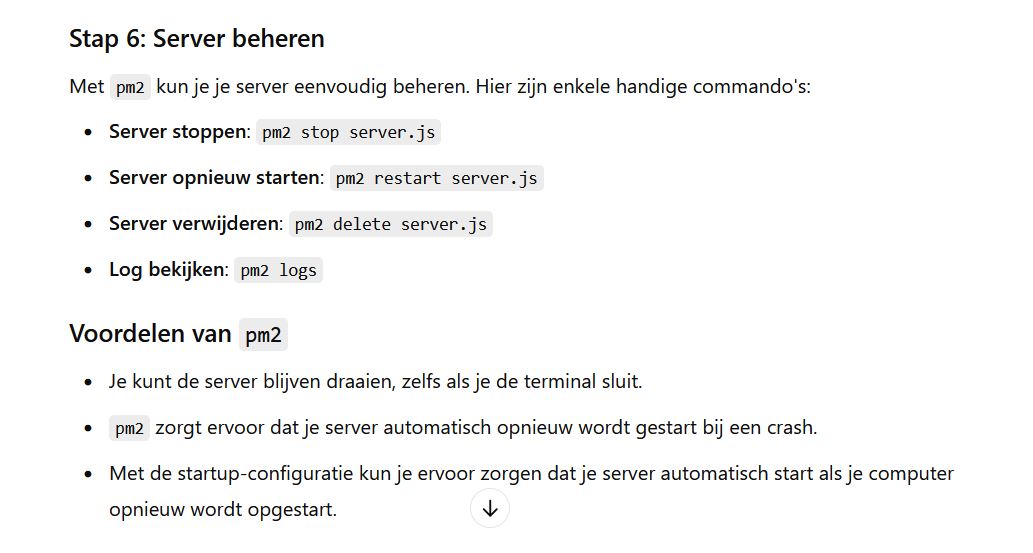 Stap 6: Server beheren
Met pm2 kun je je server eenvoudig beheren. Hier zijn enkele handige commando's:
• Server stoppen: pm2 stop server.js
• Server opnieuw starten: pm2 restart server.js
• Server verwijderen: pm2 delete server.js
• Log bekijken: pm2 logs
Voordelen van pm2
• Je kunt de server blijven draaien, zelfs als je de terminal sluit.
• pm2 zorgt ervoor dat je server automatisch opnieuw wordt gestart bij een crash.
• Met de startup-configuratie kun je ervoor zorgen dat je server automatisch start als je computer
opnieuw wordt opgestart.